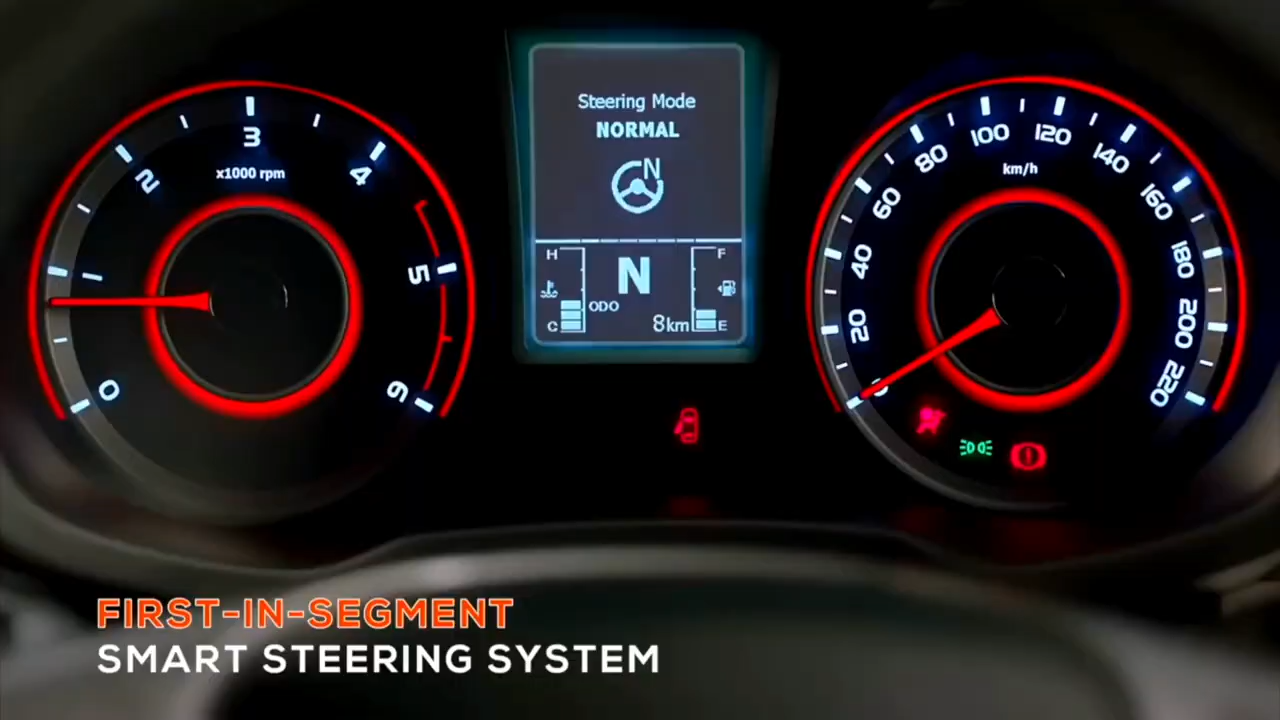 0
2
3
4
5
6
x1000 rpm
Steering Mode
NORMAL
N
H
F
N
ODO
C
8km
E
0
20
40
60
80
100
120
140
160
180
200
220
km/h
FIRST-IN-SEGMENT
SMART STEERING SYSTEM